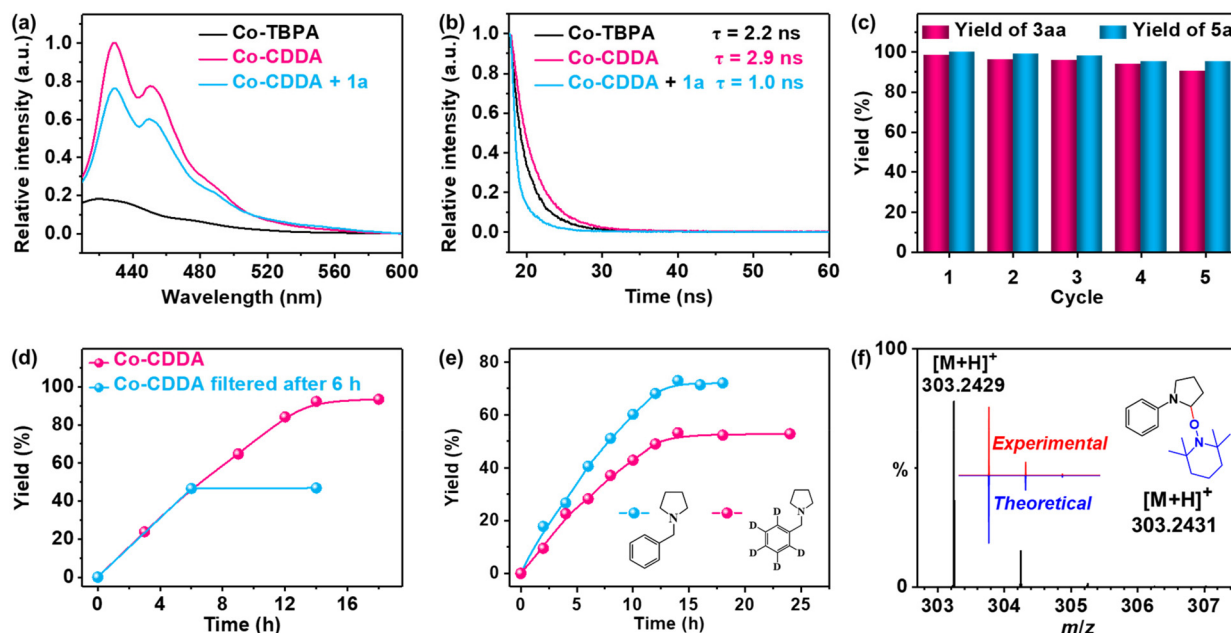 (a)
Co-TBPA
Co-CDDA
Co-CDDA + 1a
Relative intensity (a.u.)
1.0
0.8
0.6
0.4
0.2
0.0
440 480 520 560 600
Wavelength (nm)
(b)
Co-TBPA τ = 2.2 ns
Co-CDDA τ = 2.9 ns
Co-CDDA + 1a τ = 1.0 ns
Relative intensity (a.u.)
1.0
0.8
0.6
0.4
0.2
0.0
20 30 40 50 60
Time (ns)
(c)
Yield of 3aa Yield of 5a
Yield (%)
100
80
60
40
20
0
1 2 3 4 5
Cycle
(d)
Co-CDDA
Co-CDDA filtered after 6 h
Yield (%)
100
80
60
40
20
0
0 4 8 12 16
Time (h)
(e)
Yield (%)
80
60
40
20
0
N
N
D D D D D
0 5 10 15 20 25
Time (h)
(f)
100
%
0
[M+H]+
303.2429
Experimental
Theoretical
N
O
N
[M+H]+
303.2431
303 304 305 306 307
m/z